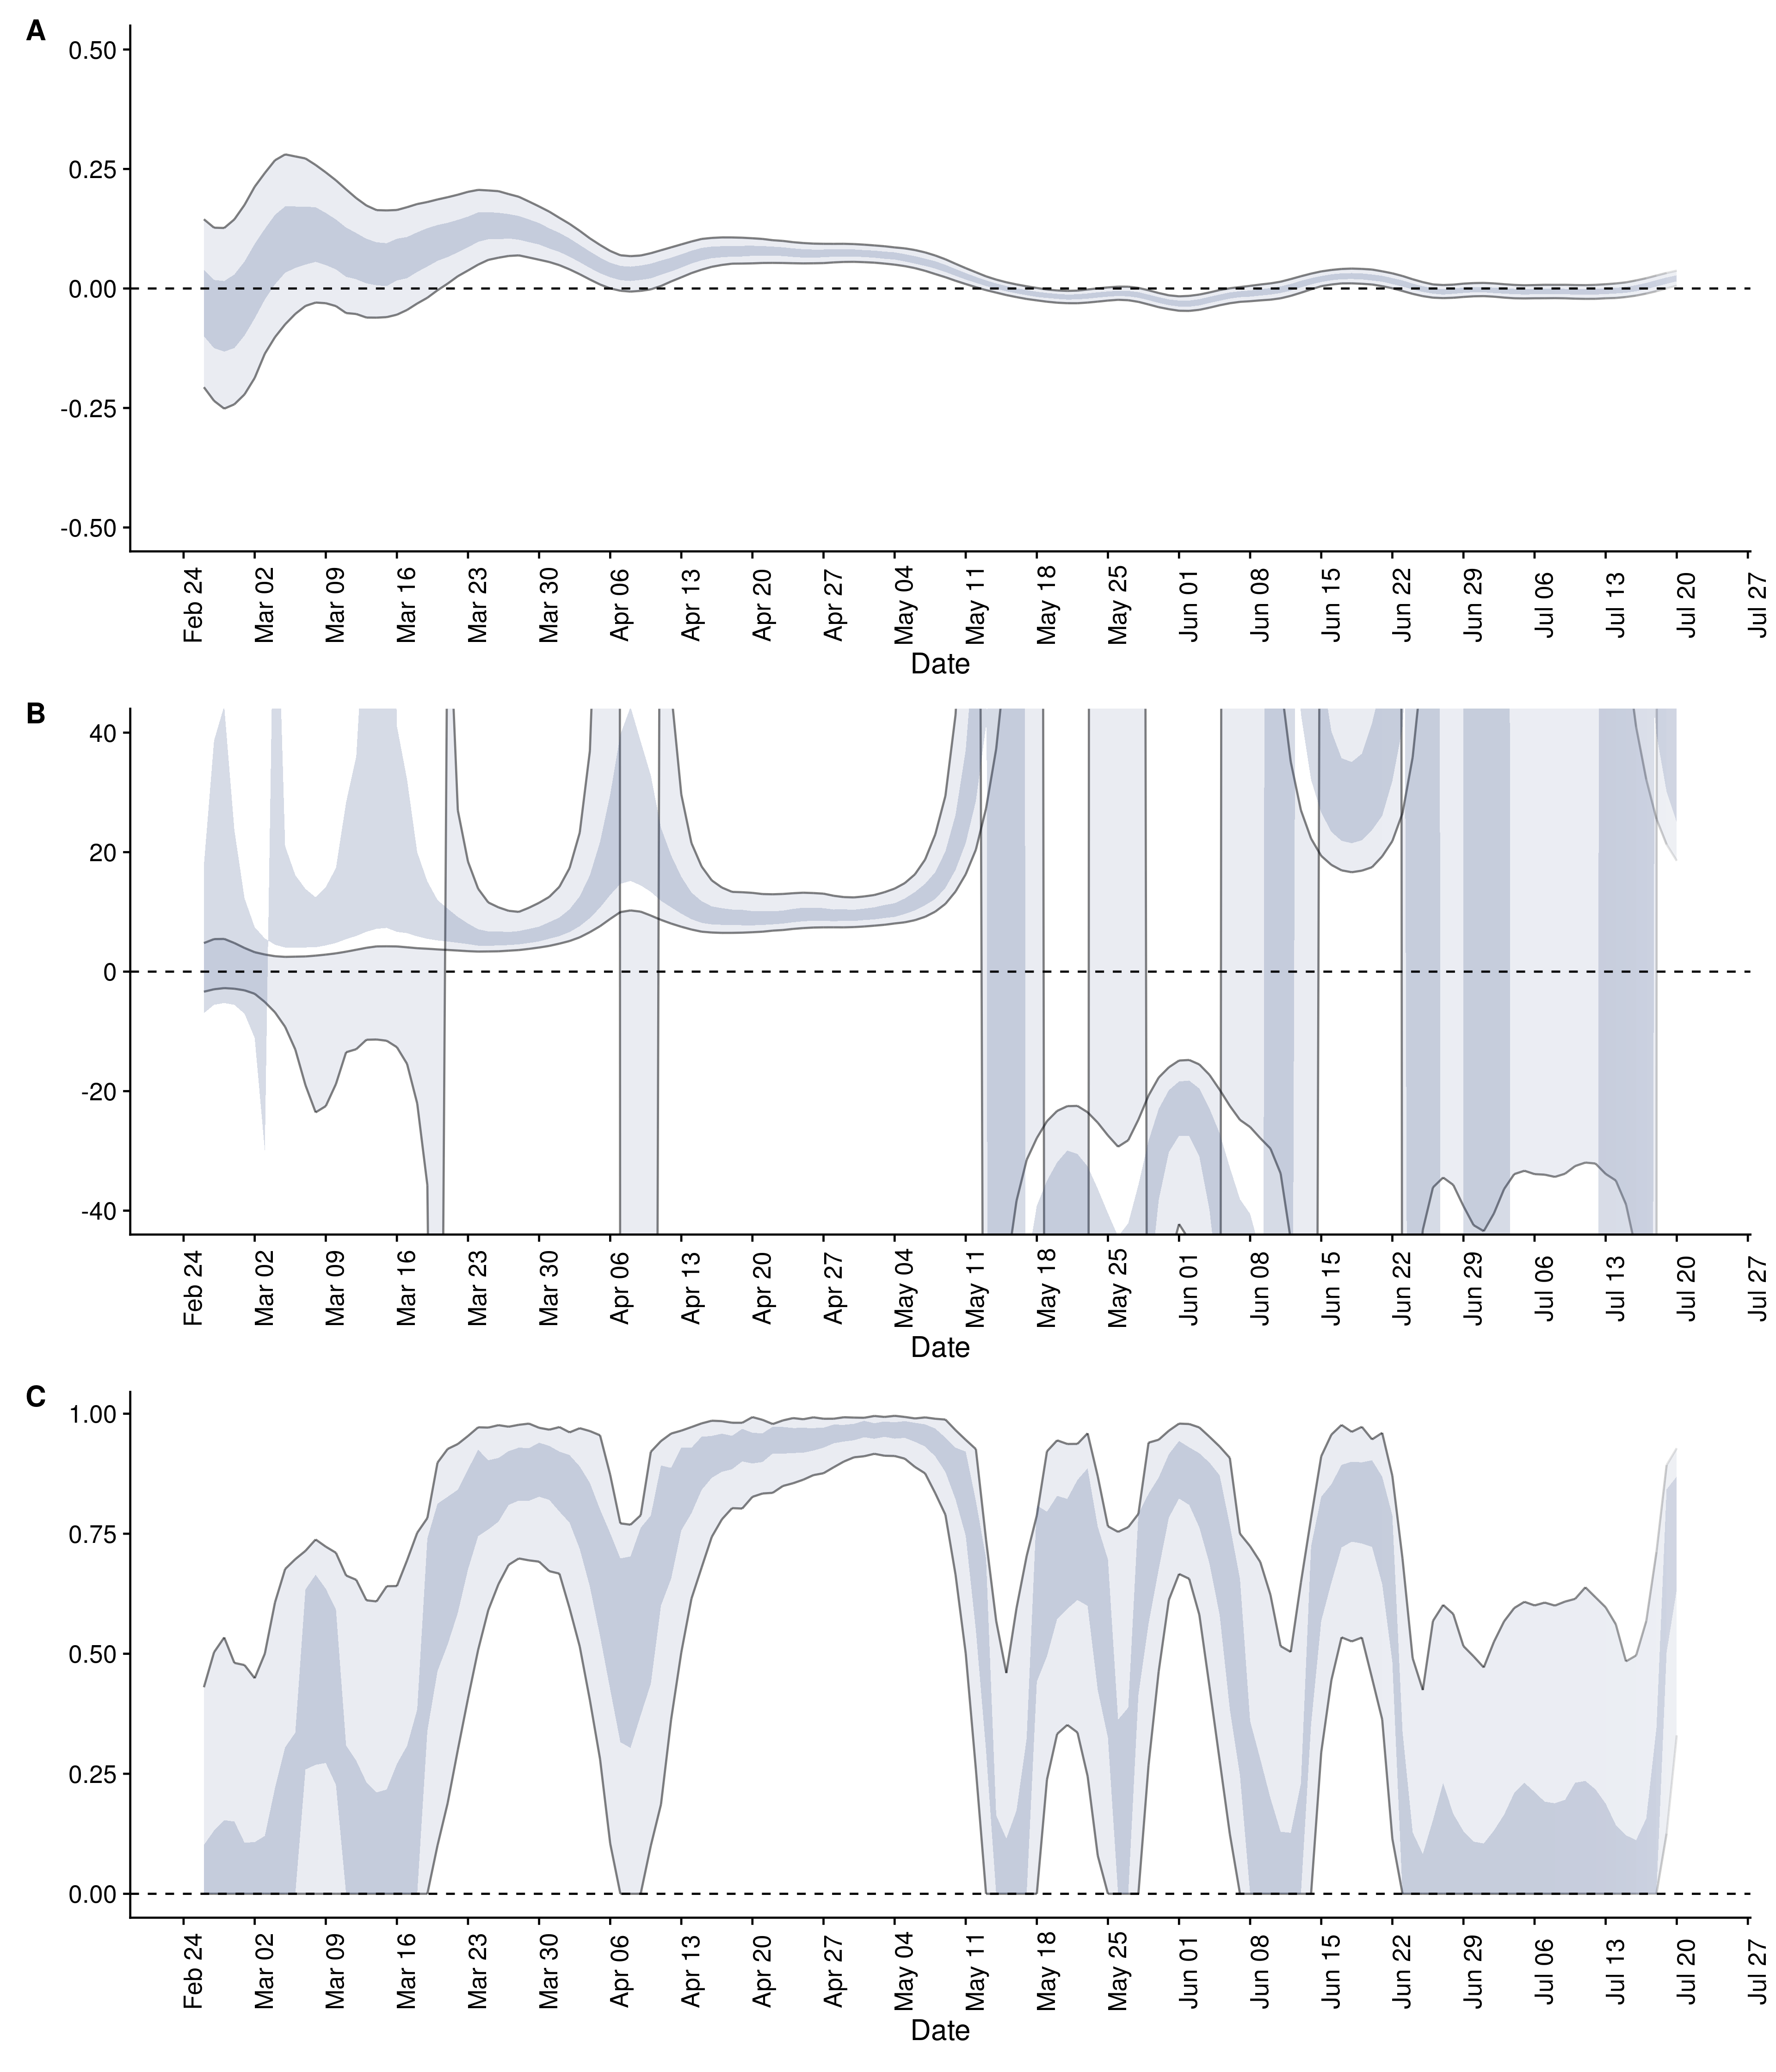 A
0.50
0.25
0.00
-0.25
-0.50
Feb 24
Mar 02
Mar 09
Mar 16
Mar 23
Mar 30
Apr 06
Apr 13
Apr 20
Apr 27
May 04
May 11
May 18
May 25
Jun 01
Jun 08
Jun 15
Jun 22
Jun 29
Jul 06
Jul 13
Jul 20
Jul 27
Date
B
40
20
0
-20
-40
Feb 24
Mar 02
Mar 09
Mar 16
Mar 23
Mar 30
Apr 06
Apr 13
Apr 20
Apr 27
May 04
May 11
May 18
May 25
Jun 01
Jun 08
Jun 15
Jun 22
Jun 29
Jul 06
Jul 13
Jul 20
Jul 27
Date
C
1.00
0.75
0.50
0.25
0.00
Feb 24
Mar 02
Mar 09
Mar 16
Mar 23
Mar 30
Apr 06
Apr 13
Apr 20
Apr 27
May 04
May 11
May 18
May 25
Jun 01
Jun 08
Jun 15
Jun 22
Jun 29
Jul 06
Jul 13
Jul 20
Jul 27
Date